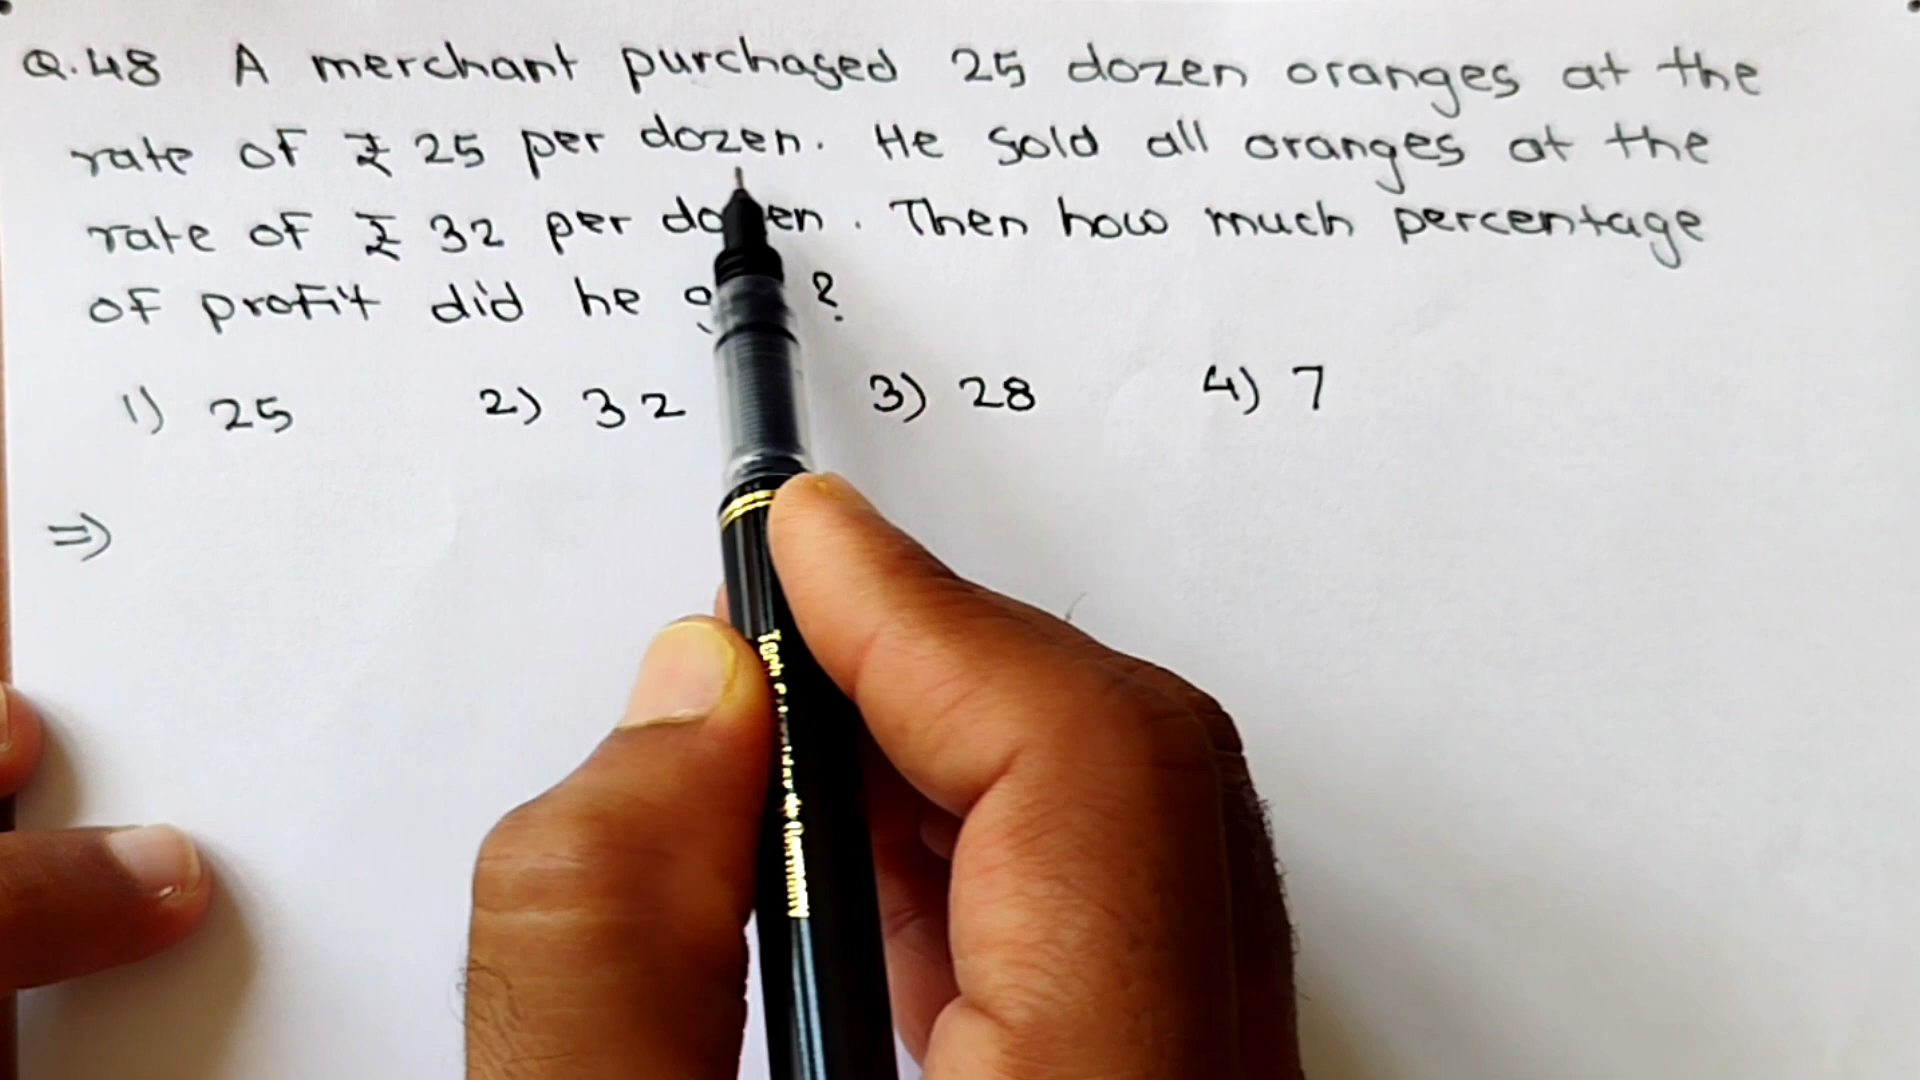 Q.48 A merchant purchased 25 dozen oranges at the
rate of ₹ 25 per dozen. He sold all oranges at the
rate of ₹ 32 per dozen. Then how much percentage
of profit did he ?
1) 25 2) 32 3) 28 4) 7
⇒